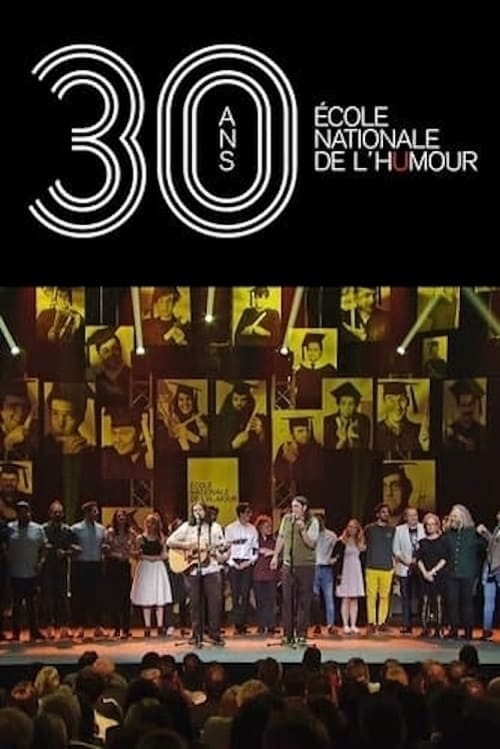 30
ANS
ÉCOLE
NATIONALE
DE L'HUMOUR
ÉCOLE
NATIONALE
DE L'HUMOUR